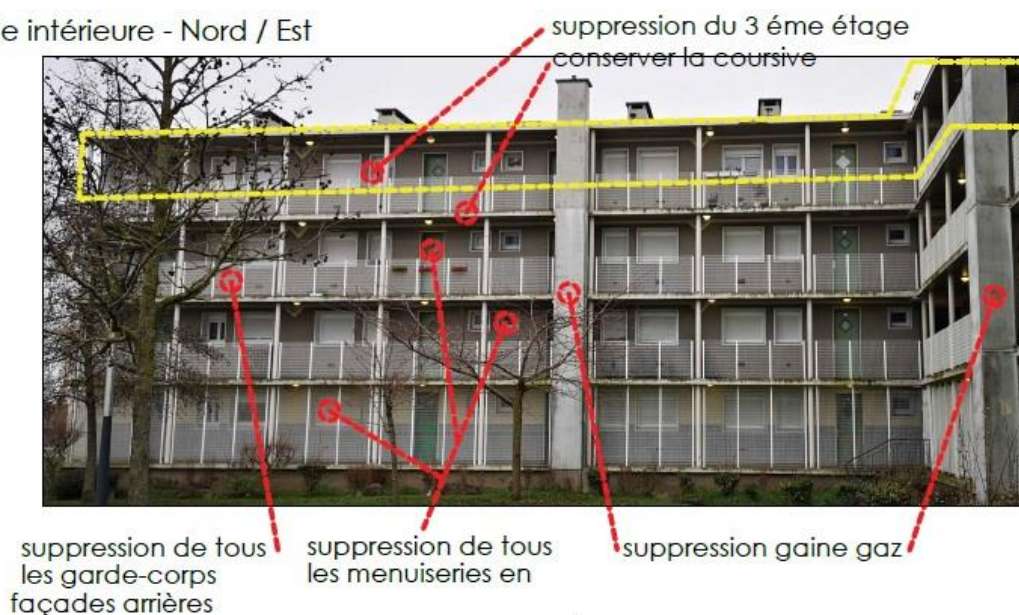 e intérieure - Nord / Est
suppression du 3 éme étage
conserver la coursive
suppression de tous
les garde-corps
façades arrières
suppression de tous
les menuiseries en
suppression gaine gaz